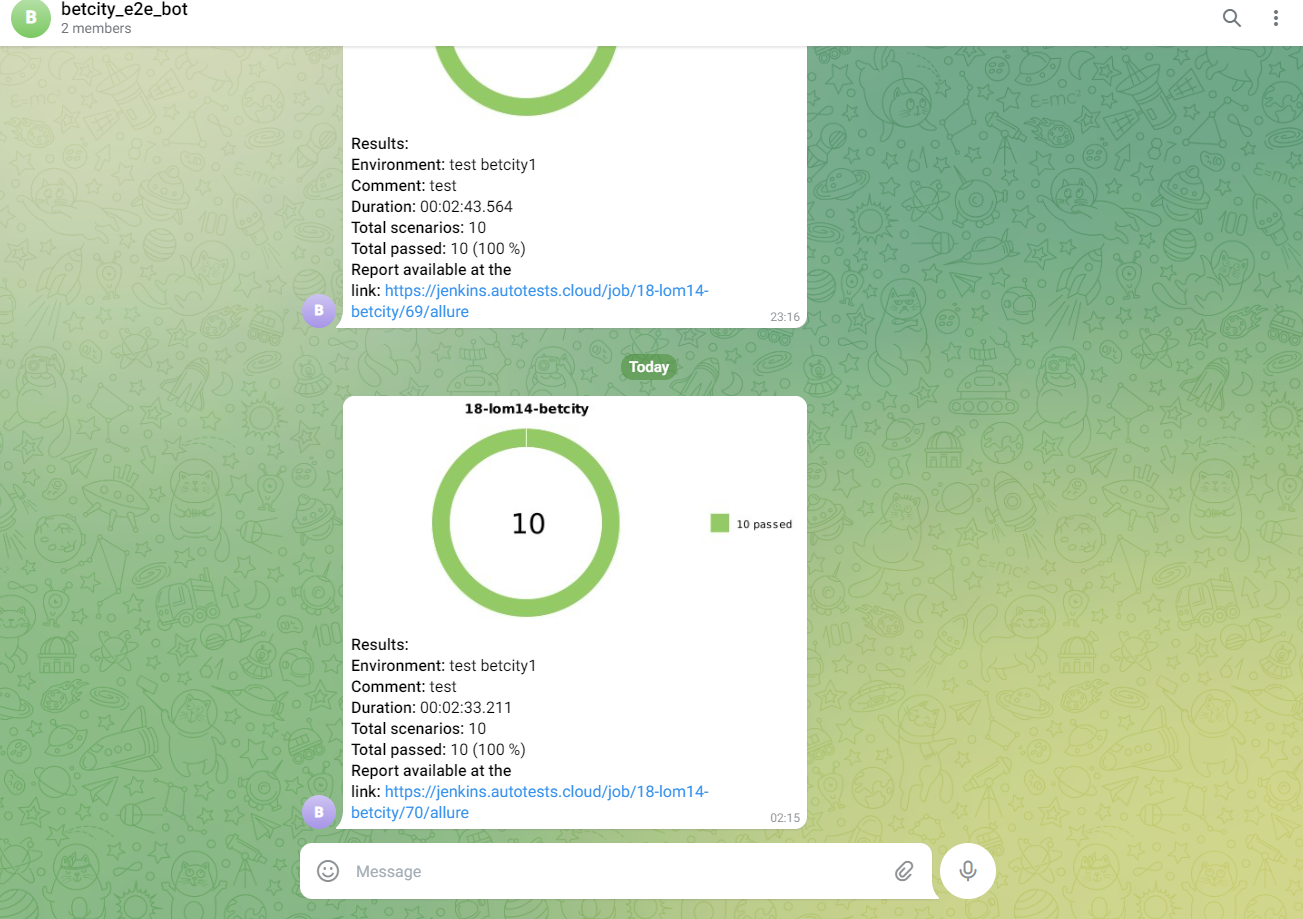 B
betcity_e2e_bot
2 members
Results:
Environment: test betcity1
Comment: test
Duration: 00:02:43.564
Total scenarios: 10
Total passed: 10 (100 %)
Report available at the
link: https://jenkins.autotests.cloud/job/18-lom14-
betcity/69/allure
B
23:16
Today
18-lom14-betcity
10
10 passed
Results:
Environment: test betcity1
Comment: test
Duration: 00:02:33.211
Total scenarios: 10
Total passed: 10 (100 %)
Report available at the
link: https://jenkins.autotests.cloud/job/18-lom14-
betcity/70/allure
B
02:15
Message